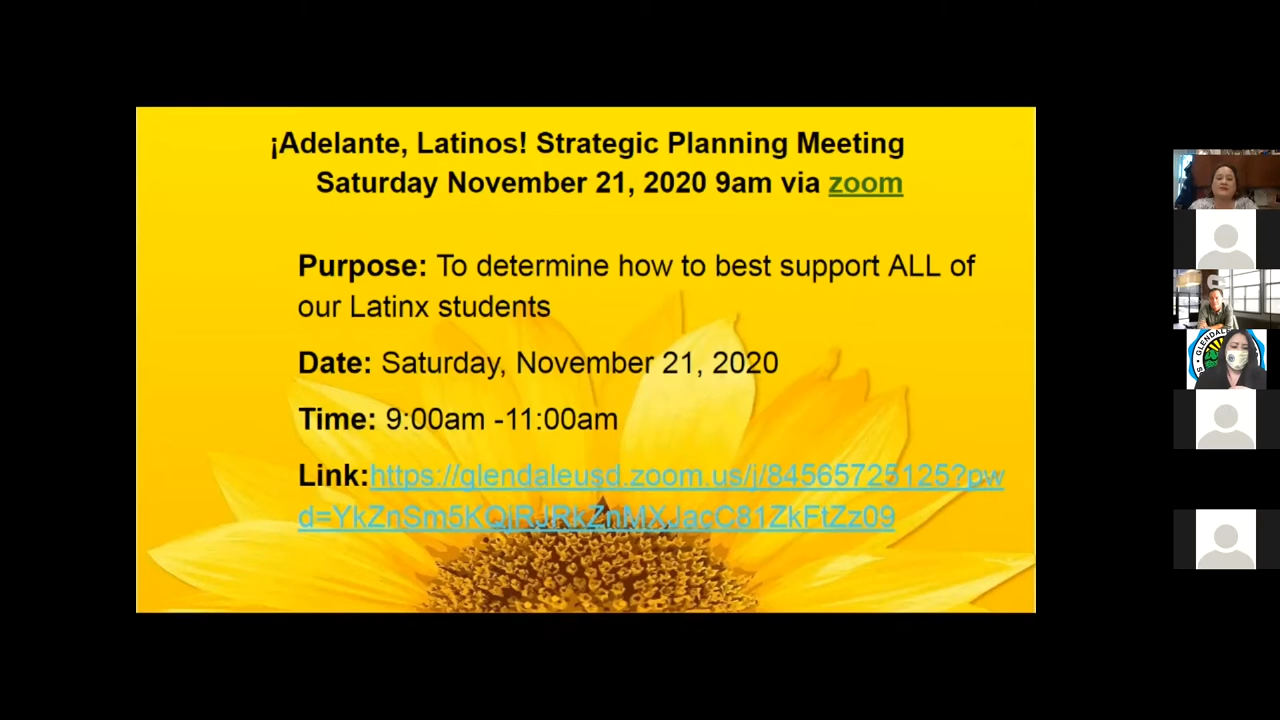 ¡Adelante, Latinos! Strategic Planning Meeting
Saturday November 21, 2020 9am via zoom
Purpose: To determine how to best support ALL of
our Latinx students
Date: Saturday, November 21, 2020
Time: 9:00am -11:00am
Link:https://glendaleusd.zoom.us/j/84565725125?pw
d=YkZnSm5KQjRJRkZnMXJacC81ZkFtZz09